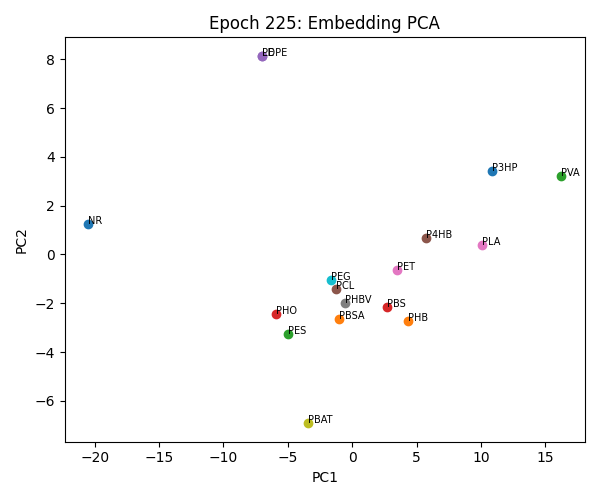 Epoch 225: Embedding PCA
PC2
8
6
4
2
0
−2
−4
−6
P3HP
PVA
NR
P4HB
PLA
PET
PEG
PCL
PHBV
PBS
PHO
PBSA
PHB
PES
PBAT
−20
−15
−10
−5
0
5
10
15
PC1